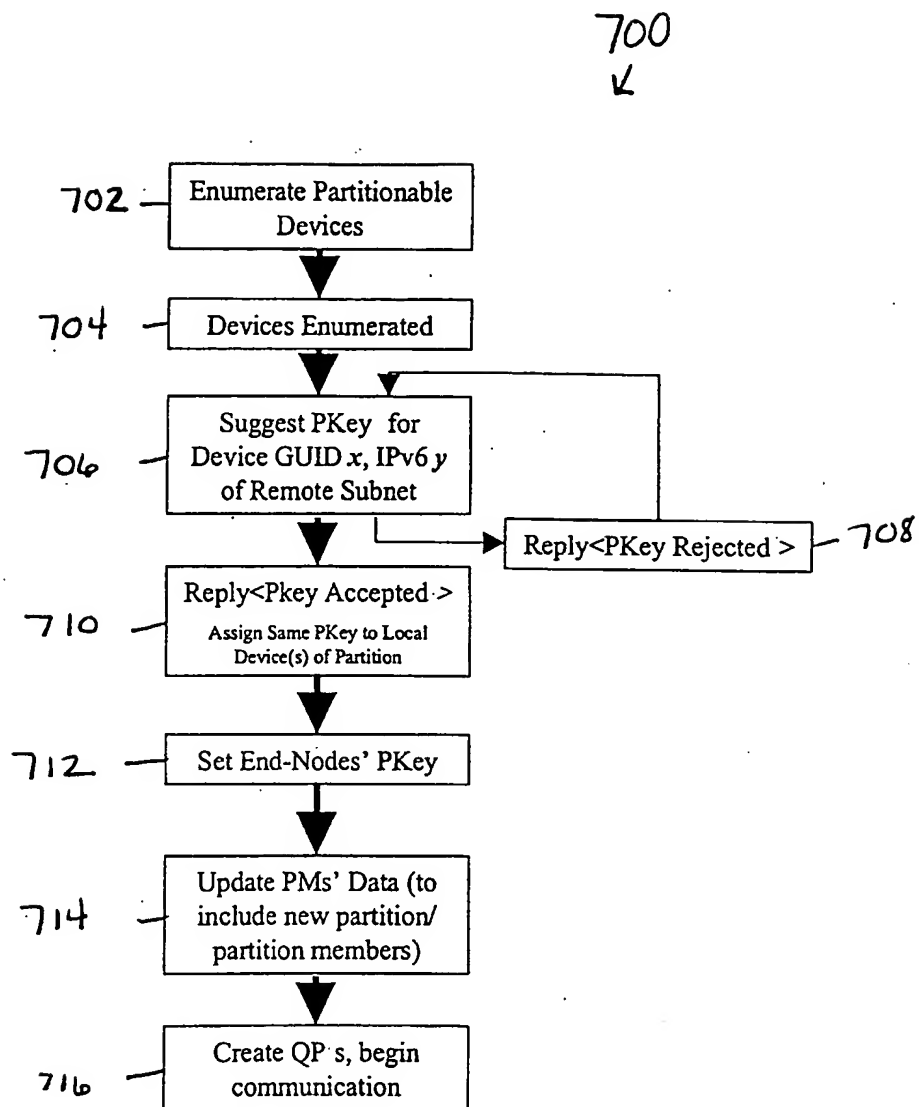 700
702
Enumerate Partitionable
Devices
704
Devices Enumerated
706
Suggest PKey for
Device GUID x, IPv6 y
of Remote Subnet
Reply<PKey Rejected >
708
710
Reply<Pkey Accepted >
Assign Same PKey to Local
Device(s) of Partition
712
Set End-Nodes' PKey
714
Update PMs' Data (to
include new partition/
partition members)
716
Create QP s, begin
communication